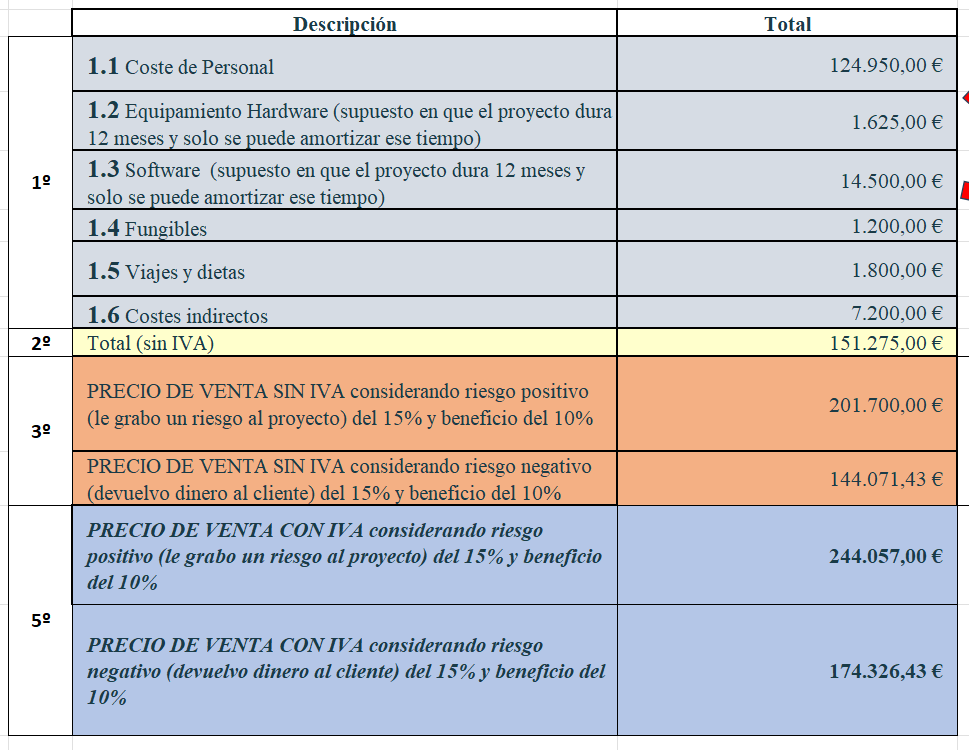 Descripción Total
1º
1.1 Coste de Personal 124.950,00 €
1.2 Equipamiento Hardware (supuesto en que el proyecto dura
12 meses y solo se puede amortizar ese tiempo) 1.625,00 €
1.3 Software (supuesto en que el proyecto dura 12 meses y
solo se puede amortizar ese tiempo) 14.500,00 €
1.4 Fungibles 1.200,00 €
1.5 Viajes y dietas 1.800,00 €
1.6 Costes indirectos 7.200,00 €
2º Total (sin IVA) 151.275,00 €
3º
PRECIO DE VENTA SIN IVA considerando riesgo positivo
(le grabo un riesgo al proyecto) del 15% y beneficio del 10% 201.700,00 €
PRECIO DE VENTA SIN IVA considerando riesgo negativo
(devuelvo dinero al cliente) del 15% y beneficio del 10% 144.071,43 €
5º
PRECIO DE VENTA CON IVA considerando riesgo
positivo (le grabo un riesgo al proyecto) del 15% y beneficio
del 10% 244.057,00 €
PRECIO DE VENTA CON IVA considerando riesgo
negativo (devuelvo dinero al cliente) del 15% y beneficio del
10% 174.326,43 €